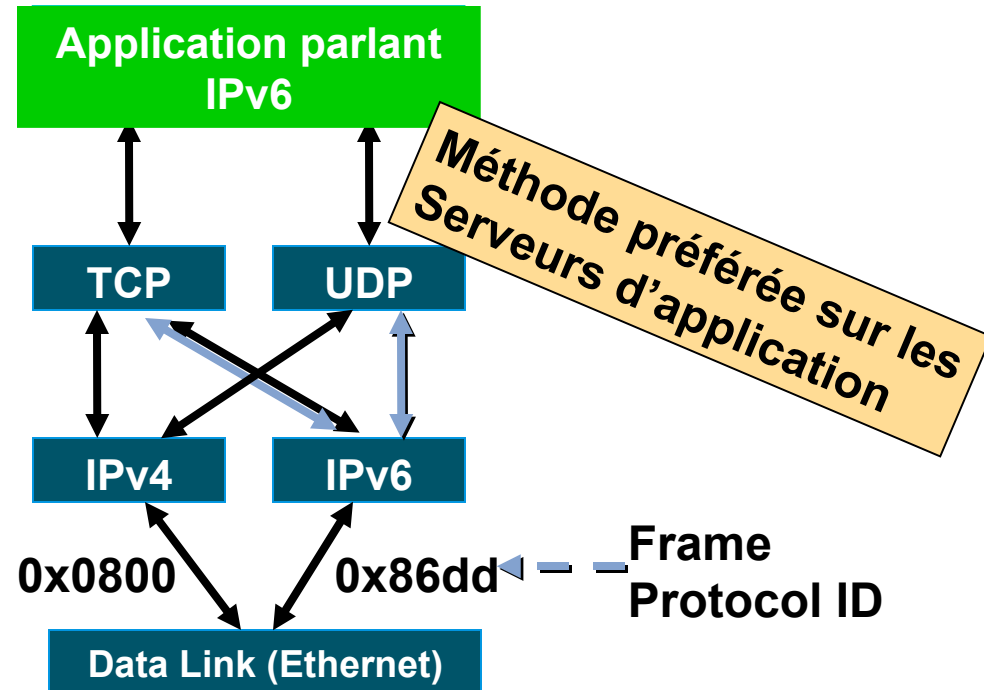 Application parlant
IPv6
Méthode préférée sur les
Serveurs d’application
TCP
UDP
IPv4
IPv6
0x0800
0x86dd
Frame
Protocol ID
Data Link (Ethernet)